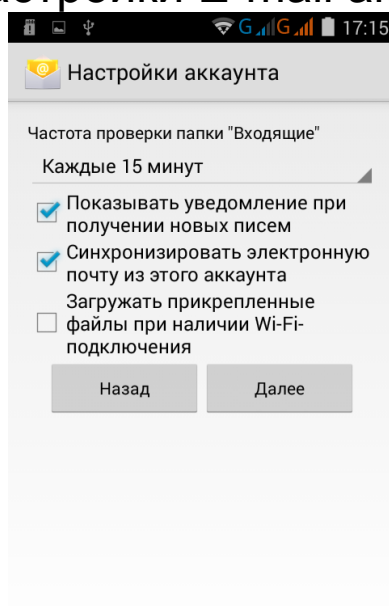 G G 17:15
Настройки аккаунта
Частота проверки папки "Входящие"
Каждые 15 минут
Показывать уведомление при
получении новых писем
Синхронизировать электронную
почту из этого аккаунта
Загружать прикрепленные
файлы при наличии Wi-Fi-
подключения
Назад Далее